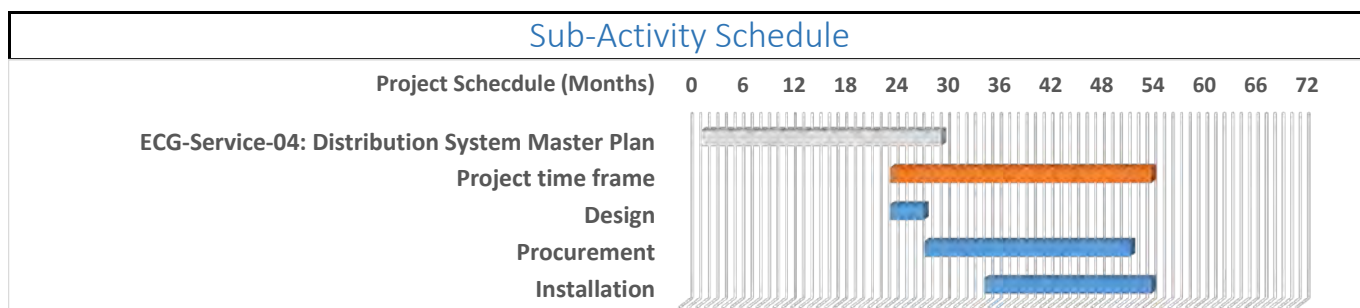 Sub-Activity Schedule
Project Schecdule (Months) 0 6 12 18 24 30 36 42 48 54 60 66 72
ECG-Service-04: Distribution System Master Plan
Project time frame
Design
Procurement
Installation